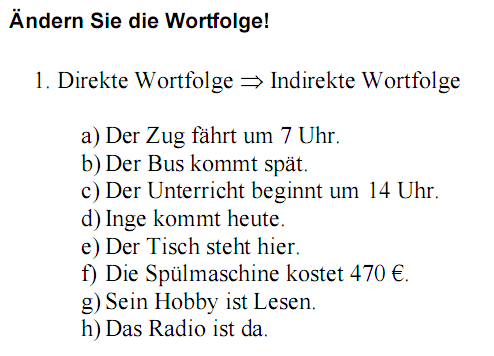 Ändern Sie die Wortfolge!
1. Direkte Wortfolge ⇒ Indirekte Wortfolge
a) Der Zug fährt um 7 Uhr.
b) Der Bus kommt spät.
c) Der Unterricht beginnt um 14 Uhr.
d) Inge kommt heute.
e) Der Tisch steht hier.
f) Die Spülmaschine kostet 470 €.
g) Sein Hobby ist Lesen.
h) Das Radio ist da.